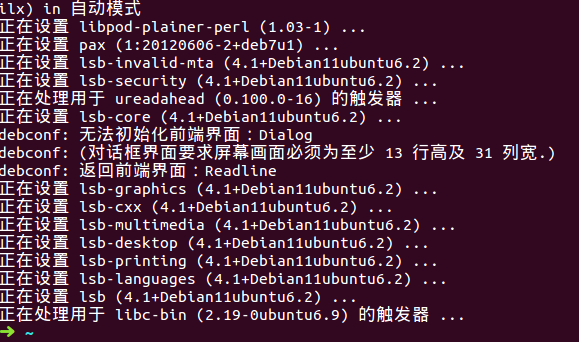 ilx) in 自动模式
正在设置 libpod-plainer-perl (1.03-1) ...
正在设置 pax (1:20120606-2+deb7u1) ...
正在设置 lsb-invalid-mta (4.1+Debian11ubuntu6.2) ...
正在设置 lsb-security (4.1+Debian11ubuntu6.2) ...
正在处理用于 ureadahead (0.100.0-16) 的触发器 ...
正在设置 lsb-core (4.1+Debian11ubuntu6.2) ...
debconf: 无法初始化前端界面：Dialog
debconf: (对话框界面要求屏幕画面必须为至少 13 行高及 31 列宽.)
debconf: 返回前端界面：Readline
正在设置 lsb-graphics (4.1+Debian11ubuntu6.2) ...
正在设置 lsb-cxx (4.1+Debian11ubuntu6.2) ...
正在设置 lsb-multimedia (4.1+Debian11ubuntu6.2) ...
正在设置 lsb-desktop (4.1+Debian11ubuntu6.2) ...
正在设置 lsb-printing (4.1+Debian11ubuntu6.2) ...
正在设置 lsb-languages (4.1+Debian11ubuntu6.2) ...
正在设置 lsb (4.1+Debian11ubuntu6.2) ...
正在处理用于 libc-bin (2.19-0ubuntu6.9) 的触发器 ...
➜ ~